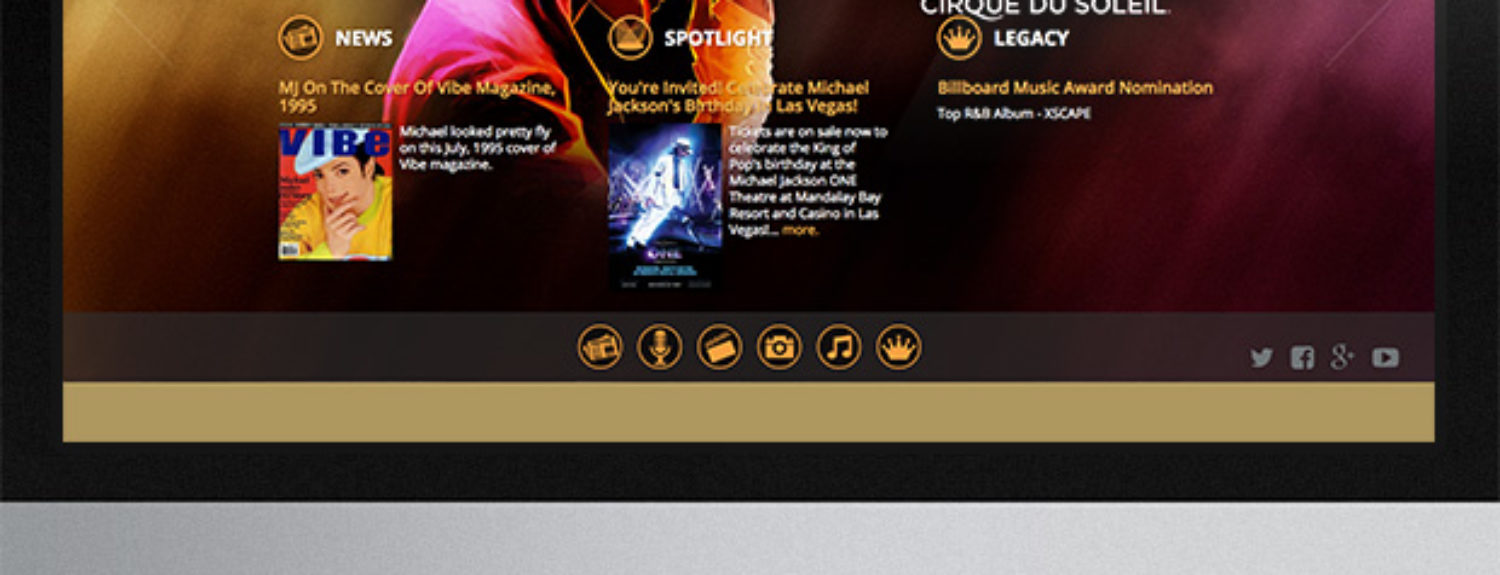 CIRQUE DU SOLEIL
NEWS
MJ On The Cover Of Vibe Magazine,
1995
VIBE
Michael looked pretty fly
on this July, 1995 cover of
Vibe magazine.
SPOTLIGHT
You're Invited! Celebrate Michael
Jackson's Birthday in Las Vegas!
Tickets are on sale now to
celebrate the King of
Pop's birthday at the
Michael Jackson ONE
Theatre at Mandalay Bay
Resort and Casino in Las
Vegas!... more.
LEGACY
Billboard Music Award Nomination
Top R&B Album - XSCAPE